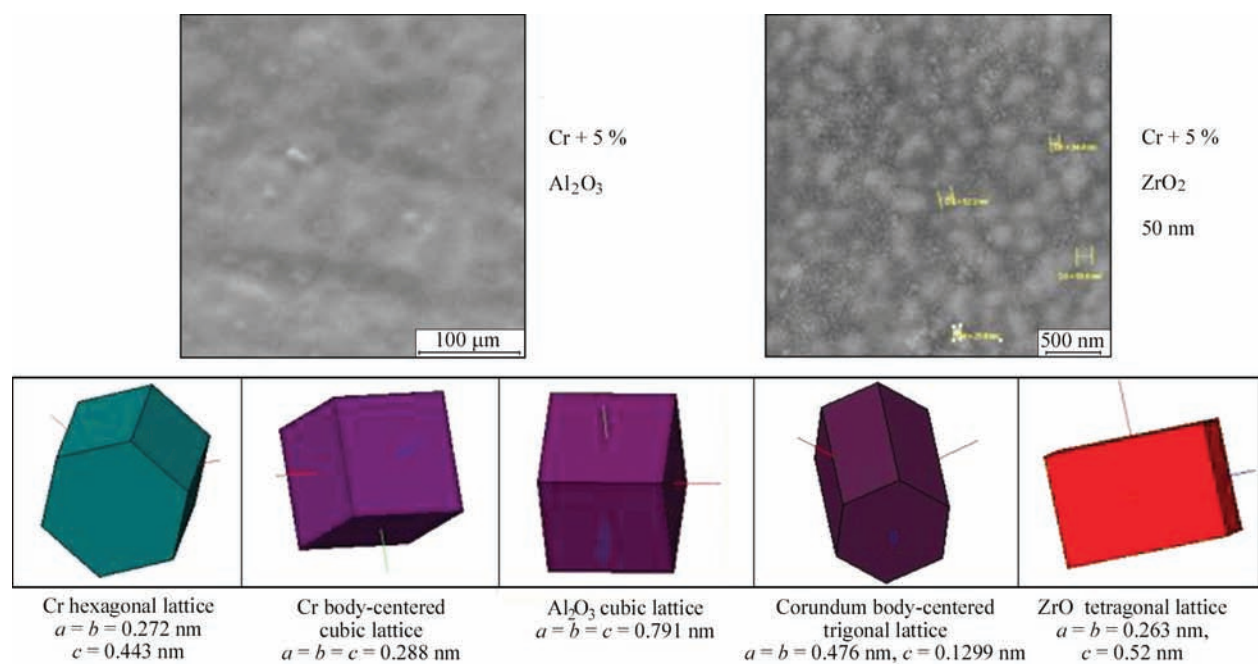 Cr + 5 %
Al₂O₃
100 μm
Cr + 5 %
ZrO₂
50 nm
500 nm
Cr hexagonal lattice
a = b = 0.272 nm
c = 0.443 nm
Cr body-centered
cubic lattice
a = b = c = 0.288 nm
Al₂O₃ cubic lattice
a = b = c = 0.791 nm
Corundum body-centered
trigonal lattice
a = b = 0.476 nm, c = 0.1299 nm
ZrO tetragonal lattice
a = b = 0.263 nm,
c = 0.52 nm